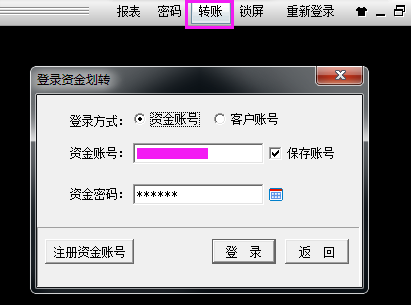 报表 密码 转账 锁屏 重新登录
登录资金划转
登录方式： 资金账号 客户账号
资金账号： 保存账号
资金密码： ******
注册资金账号 登 录 返 回